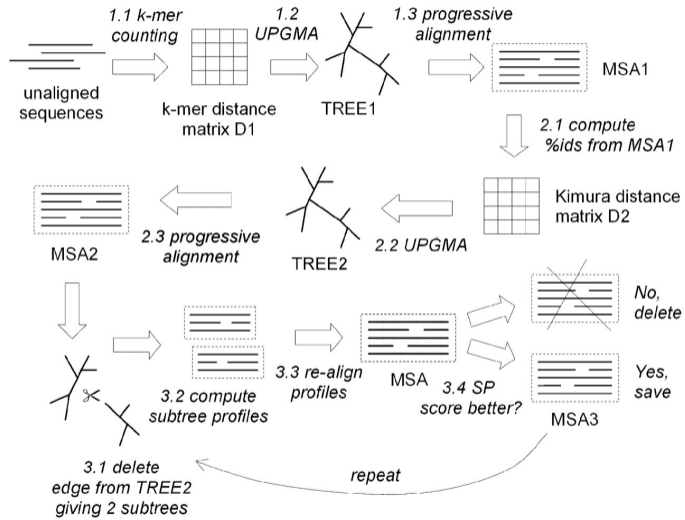 1.1 k-mer
counting
1.2
UPGMA
1.3 progressive
alignment
unaligned
sequences
k-mer distance
matrix D1
TREE1
MSA1
2.1 compute
%ids from MSA1
Kimura distance
matrix D2
2.2 UPGMA
TREE2
2.3 progressive
alignment
MSA2
3.1 delete
edge from TREE2
giving 2 subtrees
3.2 compute
subtree profiles
3.3 re-align
profiles
MSA
3.4 SP
score better?
No,
delete
Yes,
save
MSA3
repeat